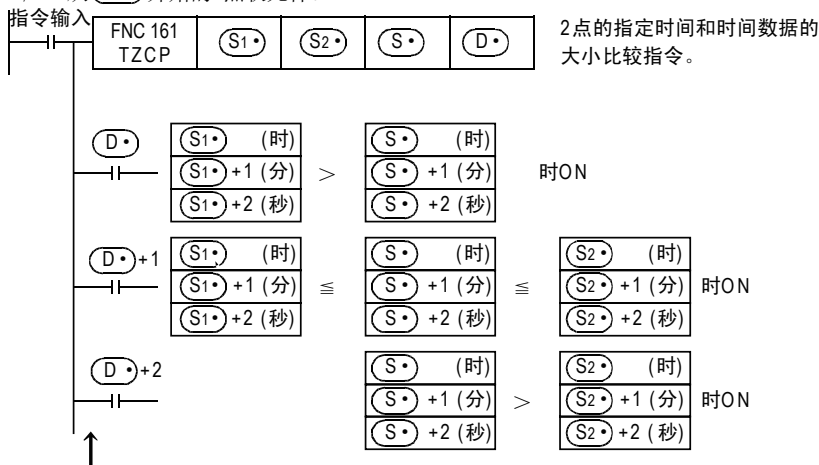 指令输入
FNC 161 TZCP S1• S2• S• D•
2点的指定时间和时间数据的
大小比较指令。
D• S1• (时) S• (时)
S1• +1 (分) > S• +1 (分) 时ON
S1• +2 (秒) S• +2 (秒)
D• +1 S1• (时) S• (时) S2• (时)
S1• +1 (分) ≦ S• +1 (分) ≦ S2• +1 (分) 时ON
S1• +2 (秒) S• +2 (秒) S2• +2 (秒)
D• +2 S• (时) S2• (时)
S• +1 (分) > S2• +1 (分) 时ON
S• +2 (秒) S2• +2 (秒)